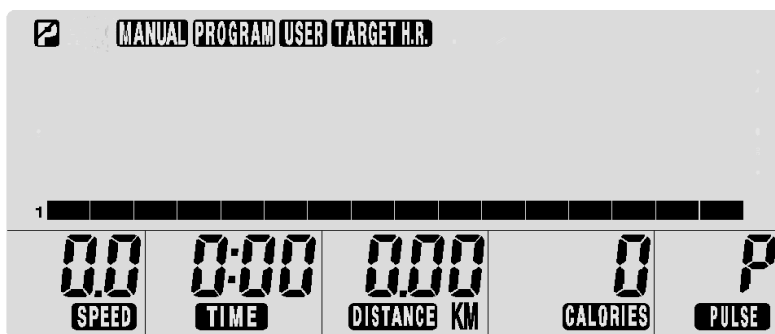 P MANUAL PROGRAM USER TARGET H.R.
1
0.0 0:00 0.00 0 P
SPEED TIME DISTANCE KM CALORIES PULSE